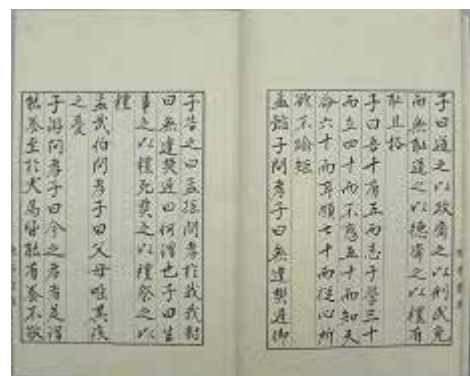 子曰道之以政齊之以刑民免
而無恥道之以德齊之以禮有
恥且格
子曰吾十有五而志于學三十
而立四十而不惑五十而知天
命六十而耳順七十而從心所
欲不踰矩
孟懿子問孝子曰無違樊遲御
子告之曰孟孫問孝於我我對
曰無違樊遲曰何謂也子曰生
事之以禮死葬之以禮祭之以
禮
孟武伯問孝子曰父母唯其疾
之憂
子游問孝子曰今之孝者是謂
能養至於犬馬皆能有養不敬